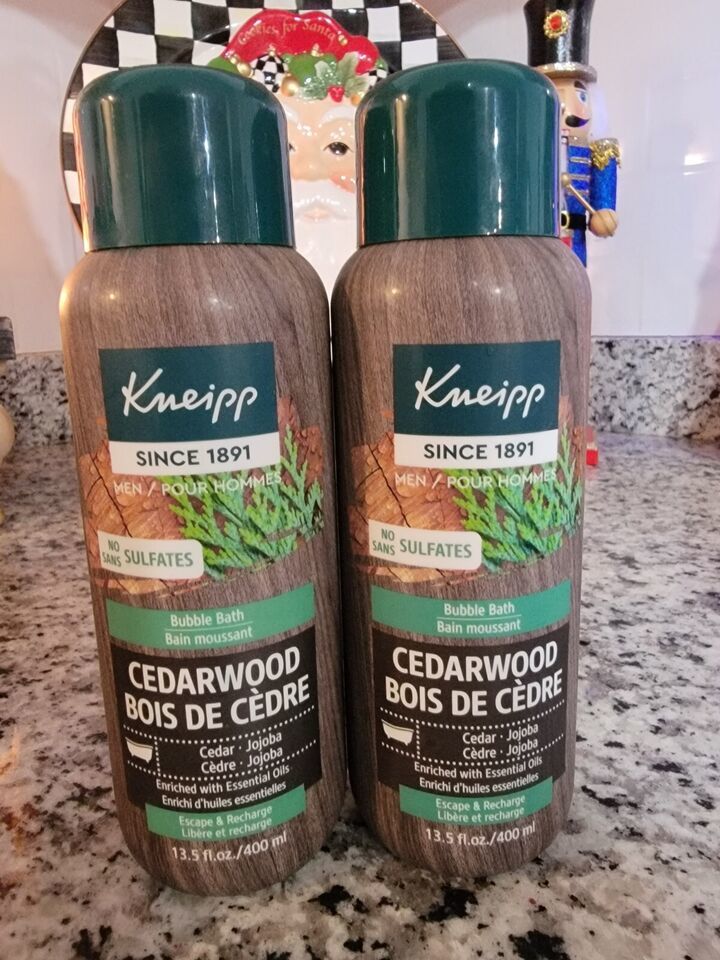 Cookies for Santa
Kneipp
SINCE 1891
MEN / POUR HOMMES
NO
SANS SULFATES
Bubble Bath
Bain moussant
CEDARWOOD
BOIS DE CÈDRE
Cedar · Jojoba
Cèdre · Jojoba
Enriched with Essential Oils
Enrichi d'huiles essentielles
Escape & Recharge
Libère et recharge
13.5 fl.oz./400 ml
Kneipp
SINCE 1891
MEN / POUR HOMMES
NO
SANS SULFATES
Bubble Bath
Bain moussant
CEDARWOOD
BOIS DE CÈDRE
Cedar · Jojoba
Cèdre · Jojoba
Enriched with Essential Oils
Enrichi d'huiles essentielles
Escape & Recharge
Libère et recharge
13.5 fl.oz./400 ml